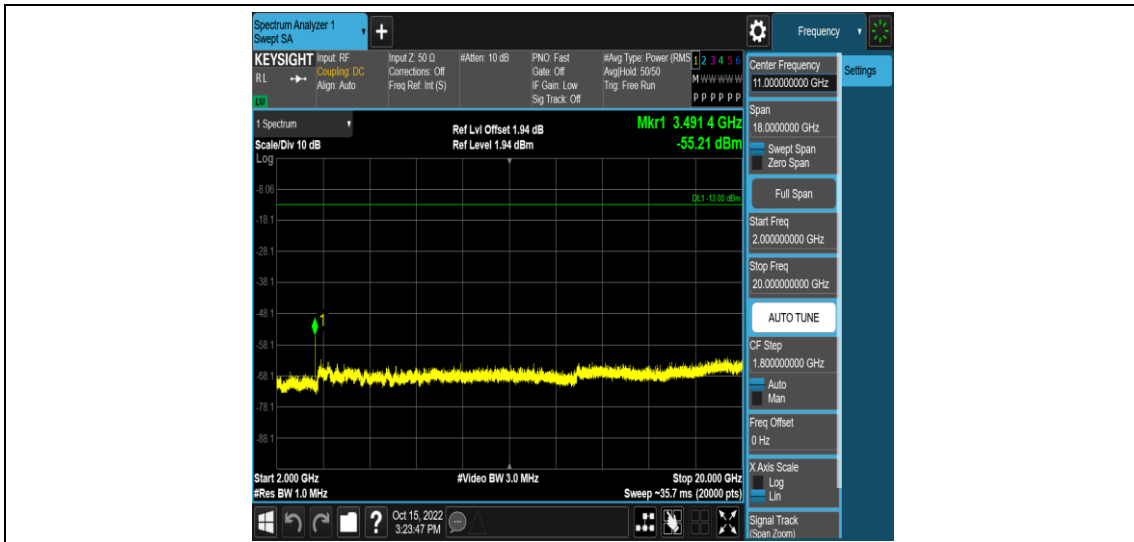 Spectrum Analyzer 1
Swept SA
+
Frequency
KEYSIGHT
RL
LXI
Input: RF
Coupling: DC
Align: Auto
Input Z: 50 Ω
Corrections: Off
Freq Ref: Int (S)
#Atten: 10 dB
PNO: Fast
Gate: Off
IF Gain: Low
Sig Track: Off
#Avg Type: Power (RMS
Avg|Hold: 50/50
Trig: Free Run
1 2 3 4 5 6
M W W W W W
P P P P P P
1 Spectrum
Scale/Div 10 dB
Log
Ref Lvl Offset 1.94 dB
Ref Level 1.94 dBm
Mkr1 3.491 4 GHz
-55.21 dBm
-8.06
DL1 -13.00 dBm
-18.1
-28.1
-38.1
-48.1
1
-58.1
-68.1
-78.1
-88.1
Start 2.000 GHz
#Res BW 1.0 MHz
#Video BW 3.0 MHz
Stop 20.000 GHz
Sweep ~35.7 ms (20000 pts)
?
Oct 15, 2022
3:23:47 PM
Center Frequency
11.000000000 GHz
Settings
Span
18.0000000 GHz
Swept Span
Zero Span
Full Span
Start Freq
2.000000000 GHz
Stop Freq
20.000000000 GHz
AUTO TUNE
CF Step
1.800000000 GHz
Auto
Man
Freq Offset
0 Hz
X Axis Scale
Log
Lin
Signal Track
(Span Zoom)